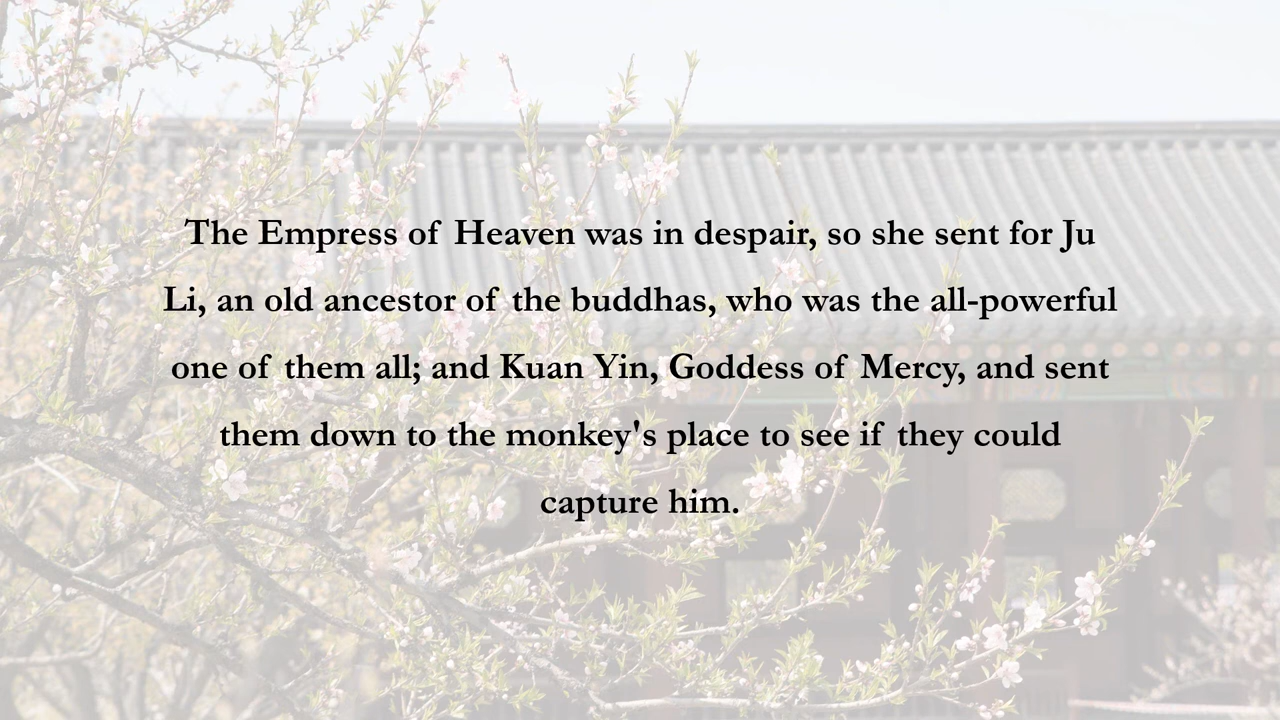 The Empress of Heaven was in despair, so she sent for Ju
Li, an old ancestor of the buddhas, who was the all-powerful
one of them all; and Kuan Yin, Goddess of Mercy, and sent
them down to the monkey's place to see if they could
capture him.